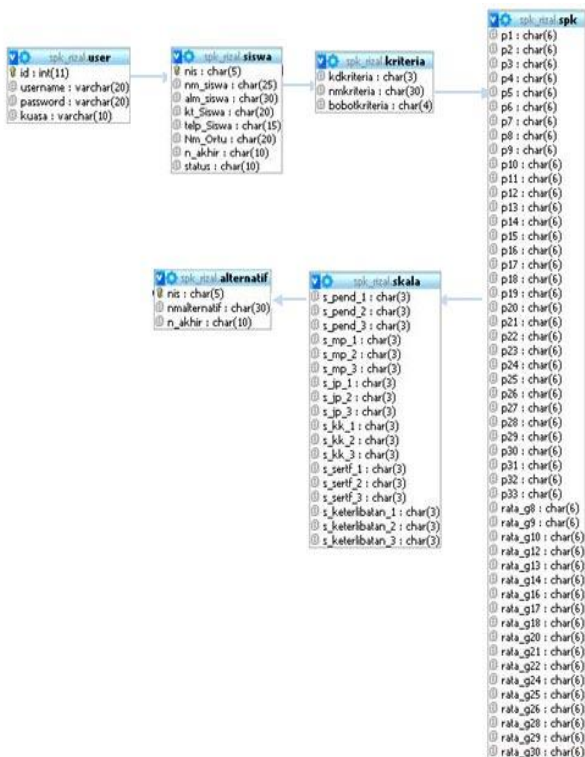 spk_rizal.user
id : int(11)
username : varchar(20)
password : varchar(20)
kuasa : varchar(10)
spk_rizal.siswa
nis : char(5)
nm_siswa : char(25)
alm_siswa : char(30)
kt_Siswa : char(20)
telp_Siswa : char(15)
Nm_Ortu : char(20)
n_akhir : char(10)
status : char(10)
spk_rizal.kriteria
kdkriteria : char(3)
nmkriteria : char(30)
bobotkriteria : char(4)
spk_rizal.spk
p1 : char(6)
p2 : char(6)
p3 : char(6)
p4 : char(6)
p5 : char(6)
p6 : char(6)
p7 : char(6)
p8 : char(6)
p9 : char(6)
p10 : char(6)
p11 : char(6)
p12 : char(6)
p13 : char(6)
p14 : char(6)
p15 : char(6)
p16 : char(6)
p17 : char(6)
p18 : char(6)
p19 : char(6)
p20 : char(6)
p21 : char(6)
p22 : char(6)
p23 : char(6)
p24 : char(6)
p25 : char(6)
p26 : char(6)
p27 : char(6)
p28 : char(6)
p29 : char(6)
p30 : char(6)
p31 : char(6)
p32 : char(6)
p33 : char(6)
rata_g8 : char(6)
rata_g9 : char(6)
rata_g10 : char(6)
rata_g12 : char(6)
rata_g13 : char(6)
rata_g14 : char(6)
rata_g16 : char(6)
rata_g17 : char(6)
rata_g18 : char(6)
rata_g20 : char(6)
rata_g21 : char(6)
rata_g22 : char(6)
rata_g24 : char(6)
rata_g25 : char(6)
rata_g26 : char(6)
rata_g28 : char(6)
rata_g29 : char(6)
rata_g30 : char(6)
spk_rizal.skala
s_pend_1 : char(3)
s_pend_2 : char(3)
s_pend_3 : char(3)
s_mp_1 : char(3)
s_mp_2 : char(3)
s_mp_3 : char(3)
s_jp_1 : char(3)
s_jp_2 : char(3)
s_jp_3 : char(3)
s_kk_1 : char(3)
s_kk_2 : char(3)
s_kk_3 : char(3)
s_sertf_1 : char(3)
s_sertf_2 : char(3)
s_sertf_3 : char(3)
s_keterlibatan_1 : char(3)
s_keterlibatan_2 : char(3)
s_keterlibatan_3 : char(3)
spk_rizal.alternatif
nis : char(5)
nmalternatif : char(30)
n_akhir : char(10)